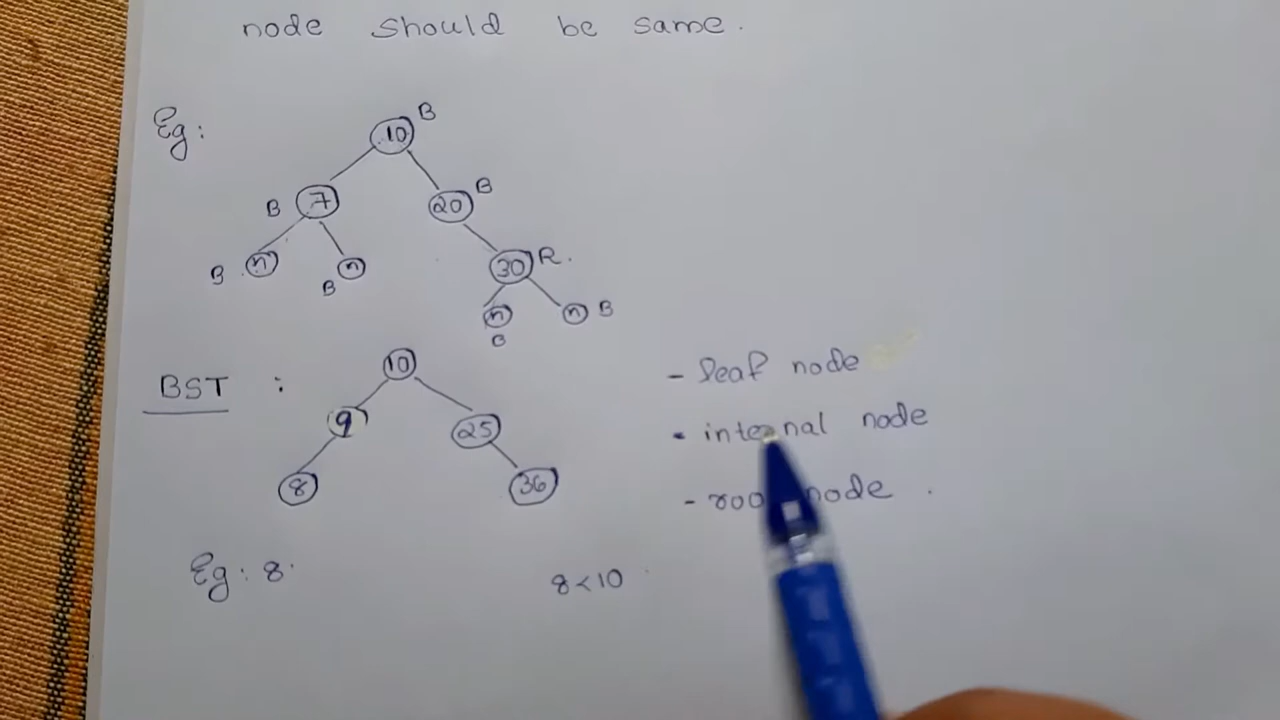 node should be same.
Eg:
10 B
B 7
20 B
B n
n B
30 R.
n B
n B
BST :
10
9
25
8
36
- leaf node
- internal node
- node .
Eg: 8.
8<10